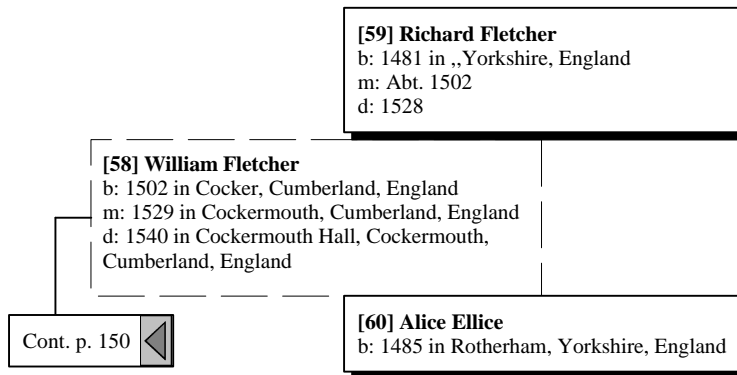 [59] Richard Fletcher
b: 1481 in ,,Yorkshire, England
m: Abt. 1502
d: 1528
[58] William Fletcher
b: 1502 in Cocker, Cumberland, England
m: 1529 in Cockermouth, Cumberland, England
d: 1540 in Cockermouth Hall, Cockermouth,
Cumberland, England
Cont. p. 150
[60] Alice Ellice
b: 1485 in Rotherham, Yorkshire, England